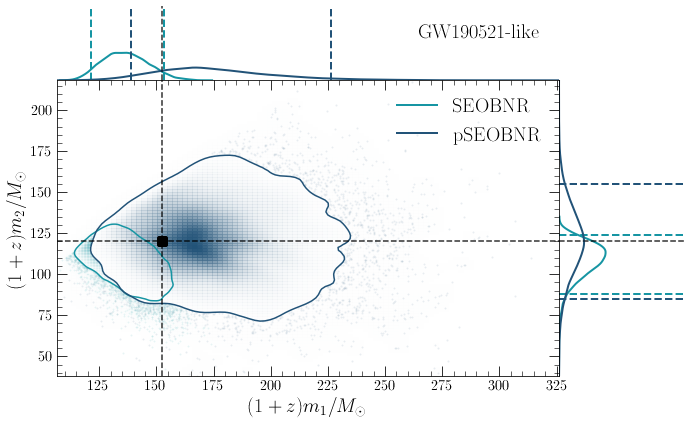 GW190521-like
SEOBNR
pSEOBNR
200
175
150
125
100
75
50
(1 + z)m₂/M⊙
125 150 175 200 225 250 275 300 325
(1 + z)m₁/M⊙